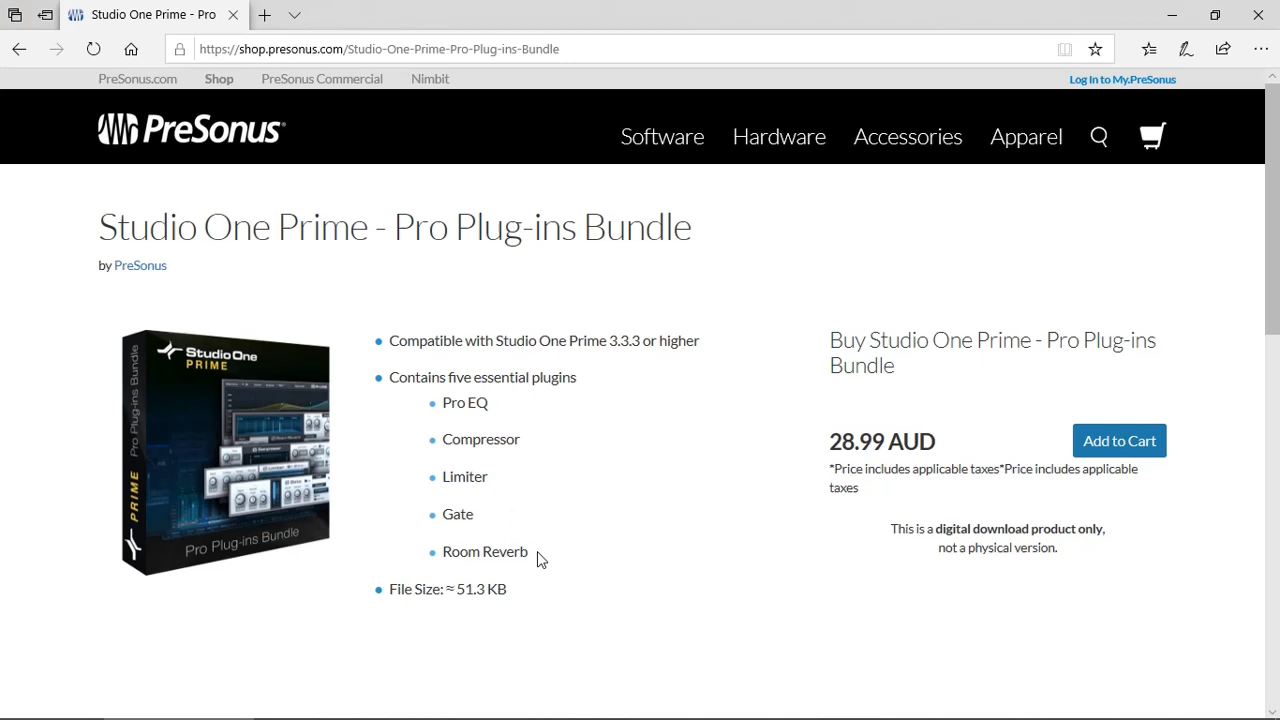 Studio One Prime - Pro
https://shop.presonus.com/Studio-One-Prime-Pro-Plug-ins-Bundle
PreSonus.com Shop PreSonus Commercial Nimbit Log In to My.PreSonus
PreSonus Software Hardware Accessories Apparel
Studio One Prime - Pro Plug-ins Bundle
by PreSonus
Studio One
PRIME
Pro Plug-ins Bundle
PRIME
Pro Plug-ins Bundle
Compatible with Studio One Prime 3.3.3 or higher
Contains five essential plugins
Pro EQ
Compressor
Limiter
Gate
Room Reverb
File Size: ≈ 51.3 KB
Buy Studio One Prime - Pro Plug-ins
Bundle
28.99 AUD Add to Cart
*Price includes applicable taxes*Price includes applicable
taxes
This is a digital download product only,
not a physical version.